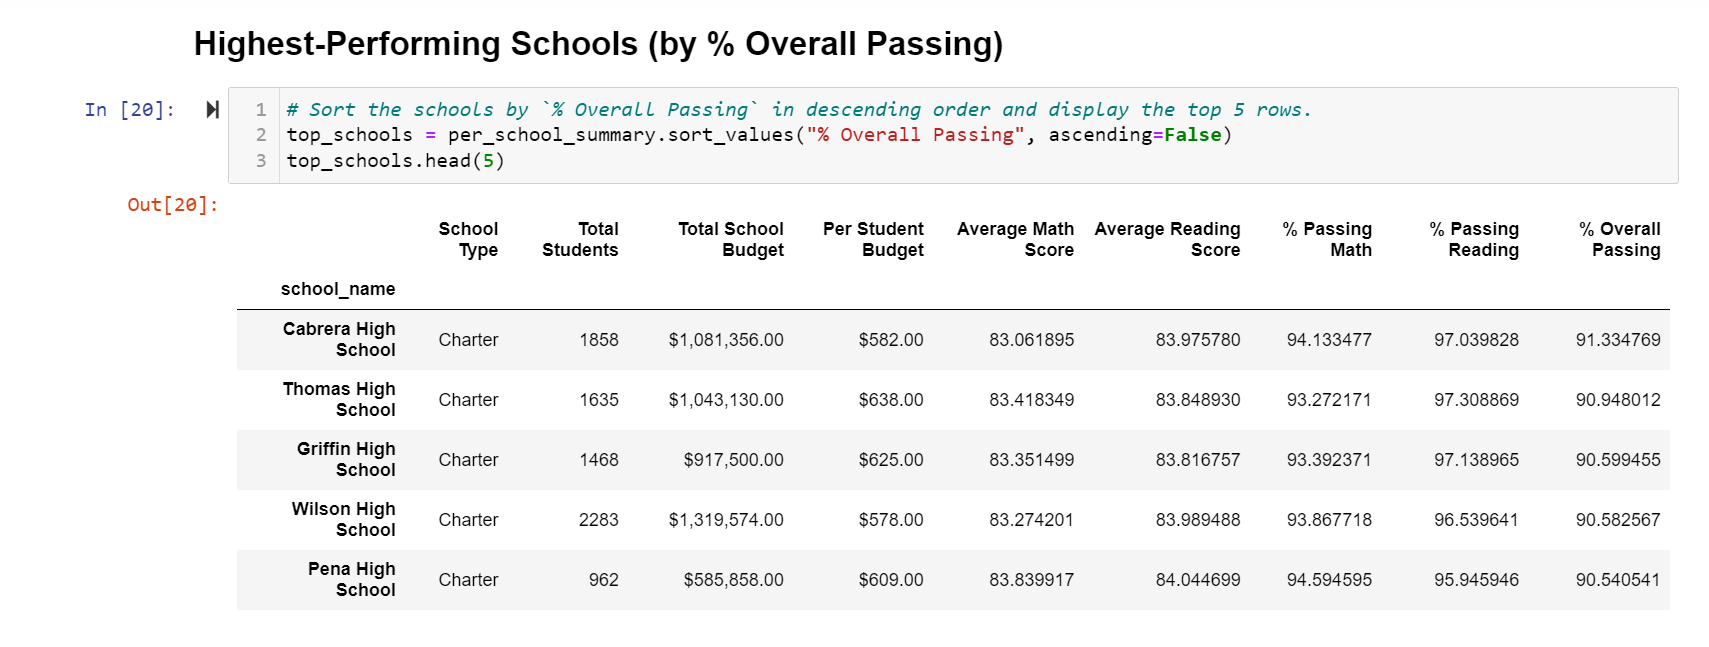 Highest-Performing Schools (by % Overall Passing)
In [20]:
1 # Sort the schools by `% Overall Passing` in descending order and display the top 5 rows.
2 top_schools = per_school_summary.sort_values("% Overall Passing", ascending=False)
3 top_schools.head(5)
Out[20]:
School Total Total School Per Student Average Math Average Reading % Passing % Passing % Overall
Type Students Budget Budget Score Score Math Reading Passing
school_name
Cabrera High
School Charter 1858 $1,081,356.00 $582.00 83.061895 83.975780 94.133477 97.039828 91.334769
Thomas High
School Charter 1635 $1,043,130.00 $638.00 83.418349 83.848930 93.272171 97.308869 90.948012
Griffin High
School Charter 1468 $917,500.00 $625.00 83.351499 83.816757 93.392371 97.138965 90.599455
Wilson High
School Charter 2283 $1,319,574.00 $578.00 83.274201 83.989488 93.867718 96.539641 90.582567
Pena High
School Charter 962 $585,858.00 $609.00 83.839917 84.044699 94.594595 95.945946 90.540541